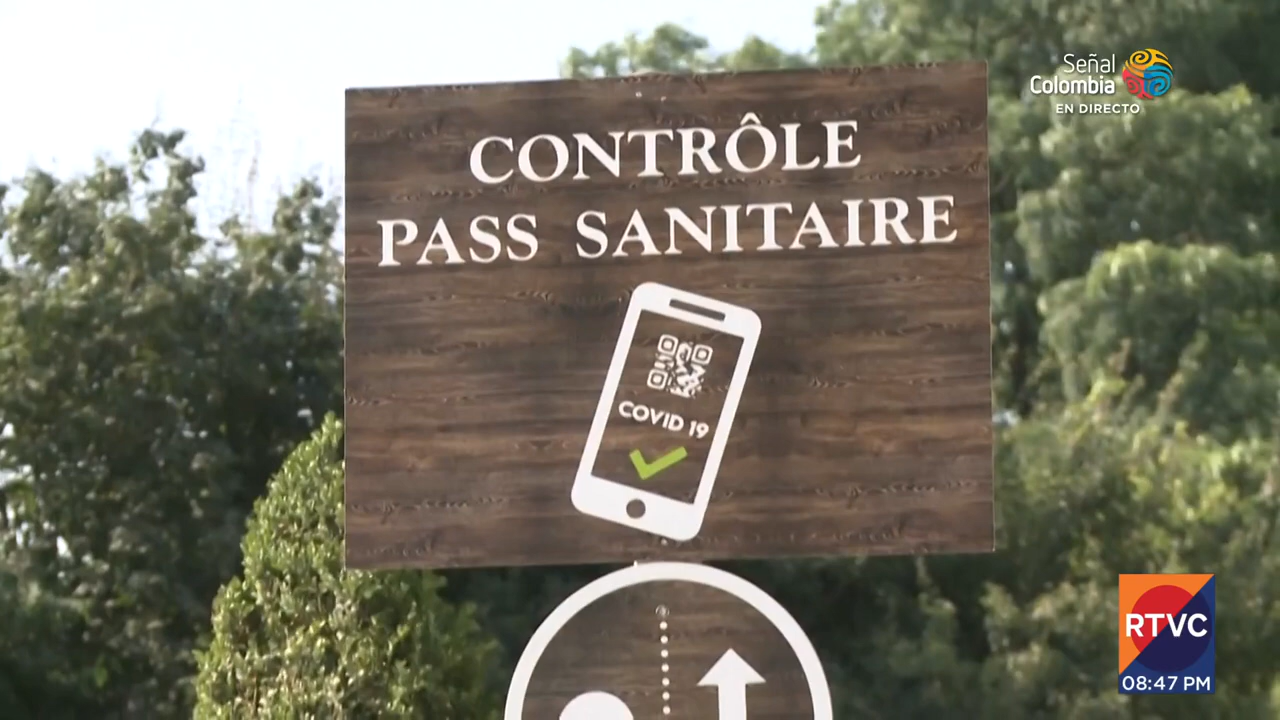 Señal
Colombia
EN DIRECTO
CONTRÔLE
PASS SANITAIRE
COVID 19
RTVC
08:47 PM